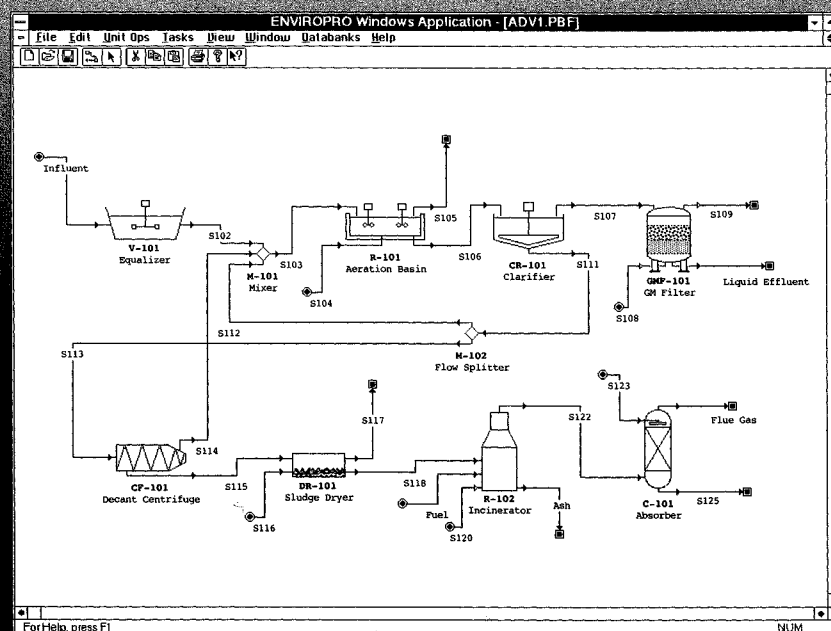 ENVIROPRO Windows Application - [ADV1.PBF]
File Edit Unit Ops Tasks View Window Databanks Help
Influent
V-101
Equalizer
S102
M-101
Mixer
S103
R-101
Aeration Basin
S104
S105
S106
CR-101
Clarifier
S107
S111
GMF-101
GM Filter
S109
Liquid Effluent
S108
S112
M-102
Flow Splitter
S113
S114
CF-101
Decant Centrifuge
S115
S116
DR-101
Sludge Dryer
S117
S118
Fuel
S120
R-102
Incinerator
Ash
S122
S123
C-101
Absorber
Flue Gas
S125
For Help, press F1
NUM